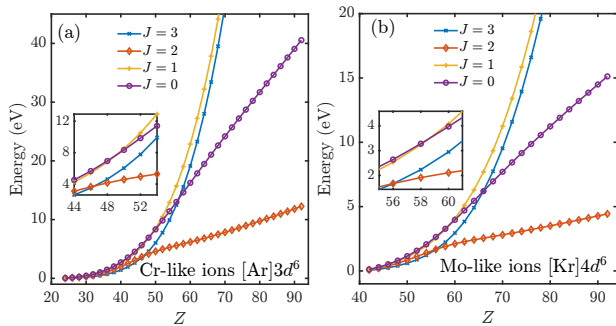 (a)
J = 3
J = 2
J = 1
J = 0
Energy (eV)
40
30
20
10
0
12
8
4
44 48 52
Cr-like ions [Ar]3d⁶
20 30 40 50 60 70 80 90
Z
(b)
J = 3
J = 2
J = 1
J = 0
Energy (eV)
20
15
10
5
0
4
3
2
56 58 60
Mo-like ions [Kr]4d⁶
40 50 60 70 80 90
Z